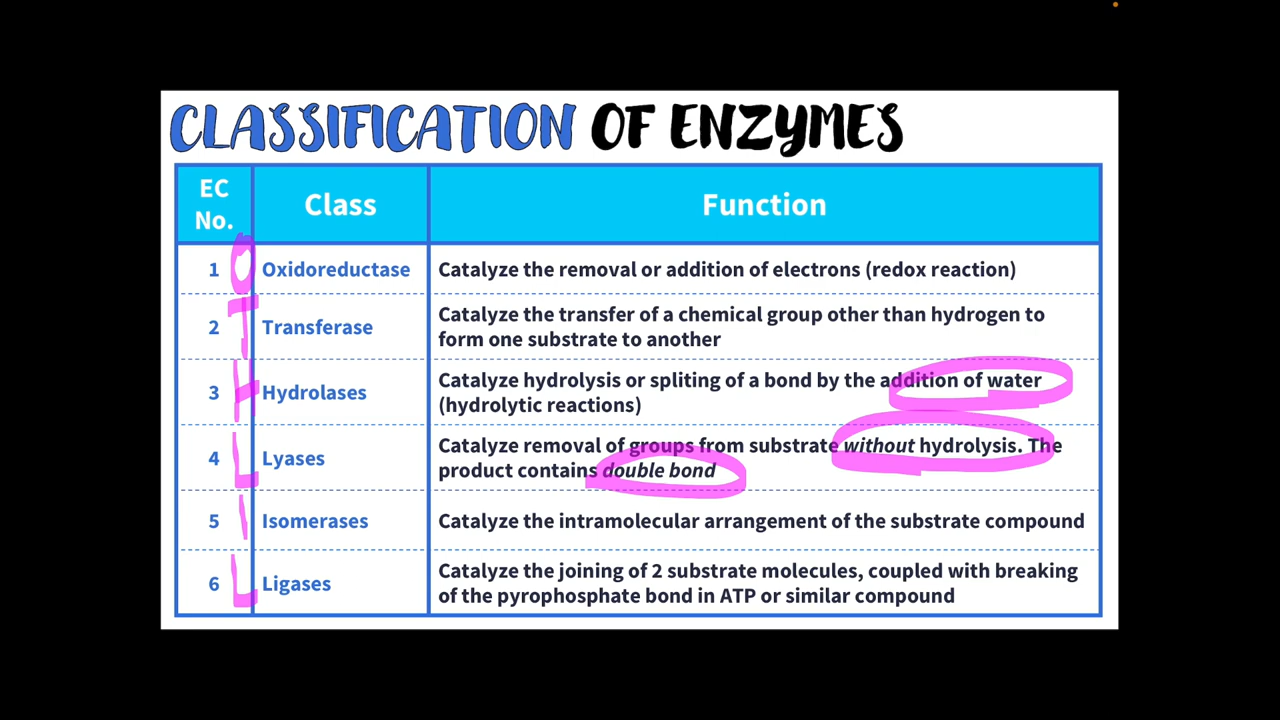 CLASSIFICATION OF ENZYMES
EC No.
Class
Function
1
O
Oxidoreductase
Catalyze the removal or addition of electrons (redox reaction)
2
T
Transferase
Catalyze the transfer of a chemical group other than hydrogen to
form one substrate to another
3
H
Hydrolases
Catalyze hydrolysis or spliting of a bond by the addition of water
(hydrolytic reactions)
4
L
Lyases
Catalyze removal of groups from substrate without hydrolysis. The
product contains double bond
5
I
Isomerases
Catalyze the intramolecular arrangement of the substrate compound
6
L
Ligases
Catalyze the joining of 2 substrate molecules, coupled with breaking
of the pyrophosphate bond in ATP or similar compound